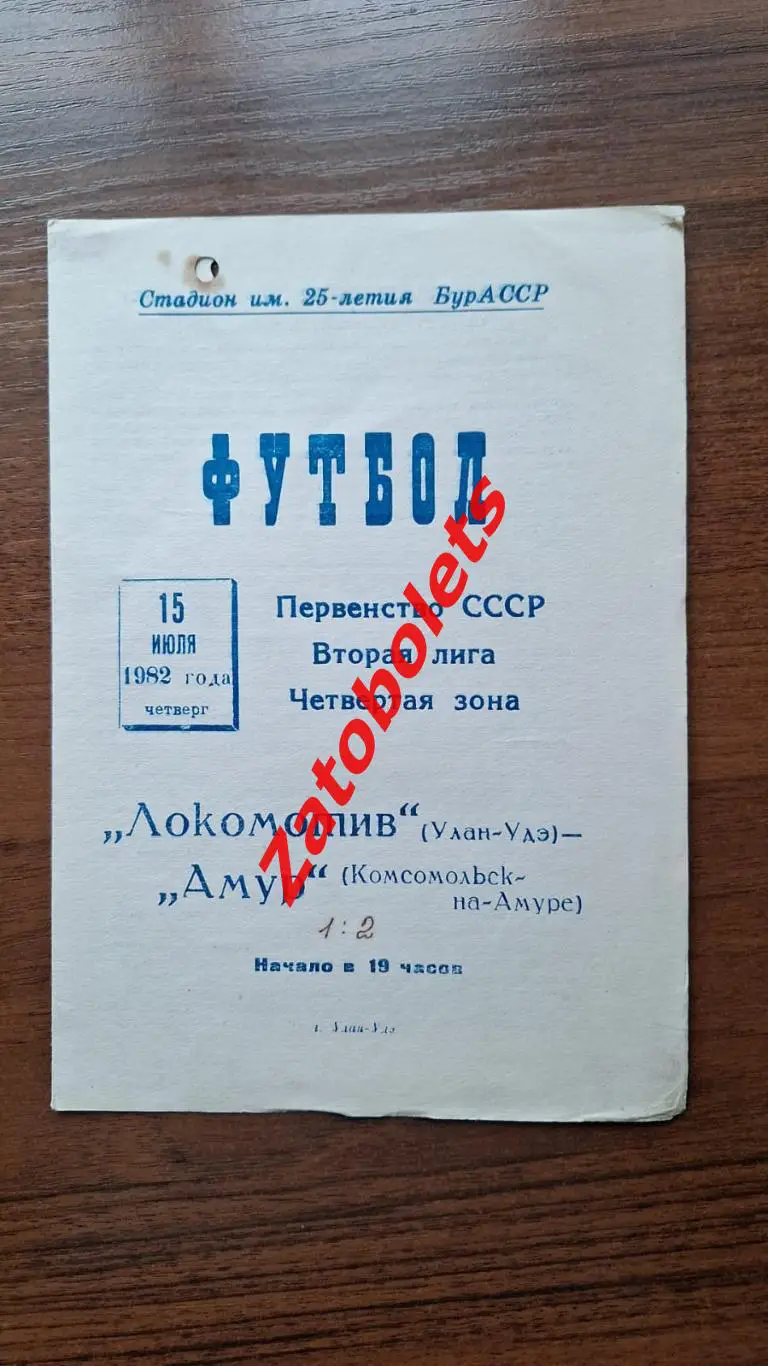 Стадион им. 25-летия БурАССР
ФУТБОЛ
15
ИЮЛЯ
1982 года
четверг
Первенство СССР
Вторая лига
Четвертая зона
„Локомотив“ (Улан-Удэ)—
„Амур“ (Комсомольск-
на-Амуре)
1:2
Начало в 19 часов
г. Улан-Удэ
Zatobolets